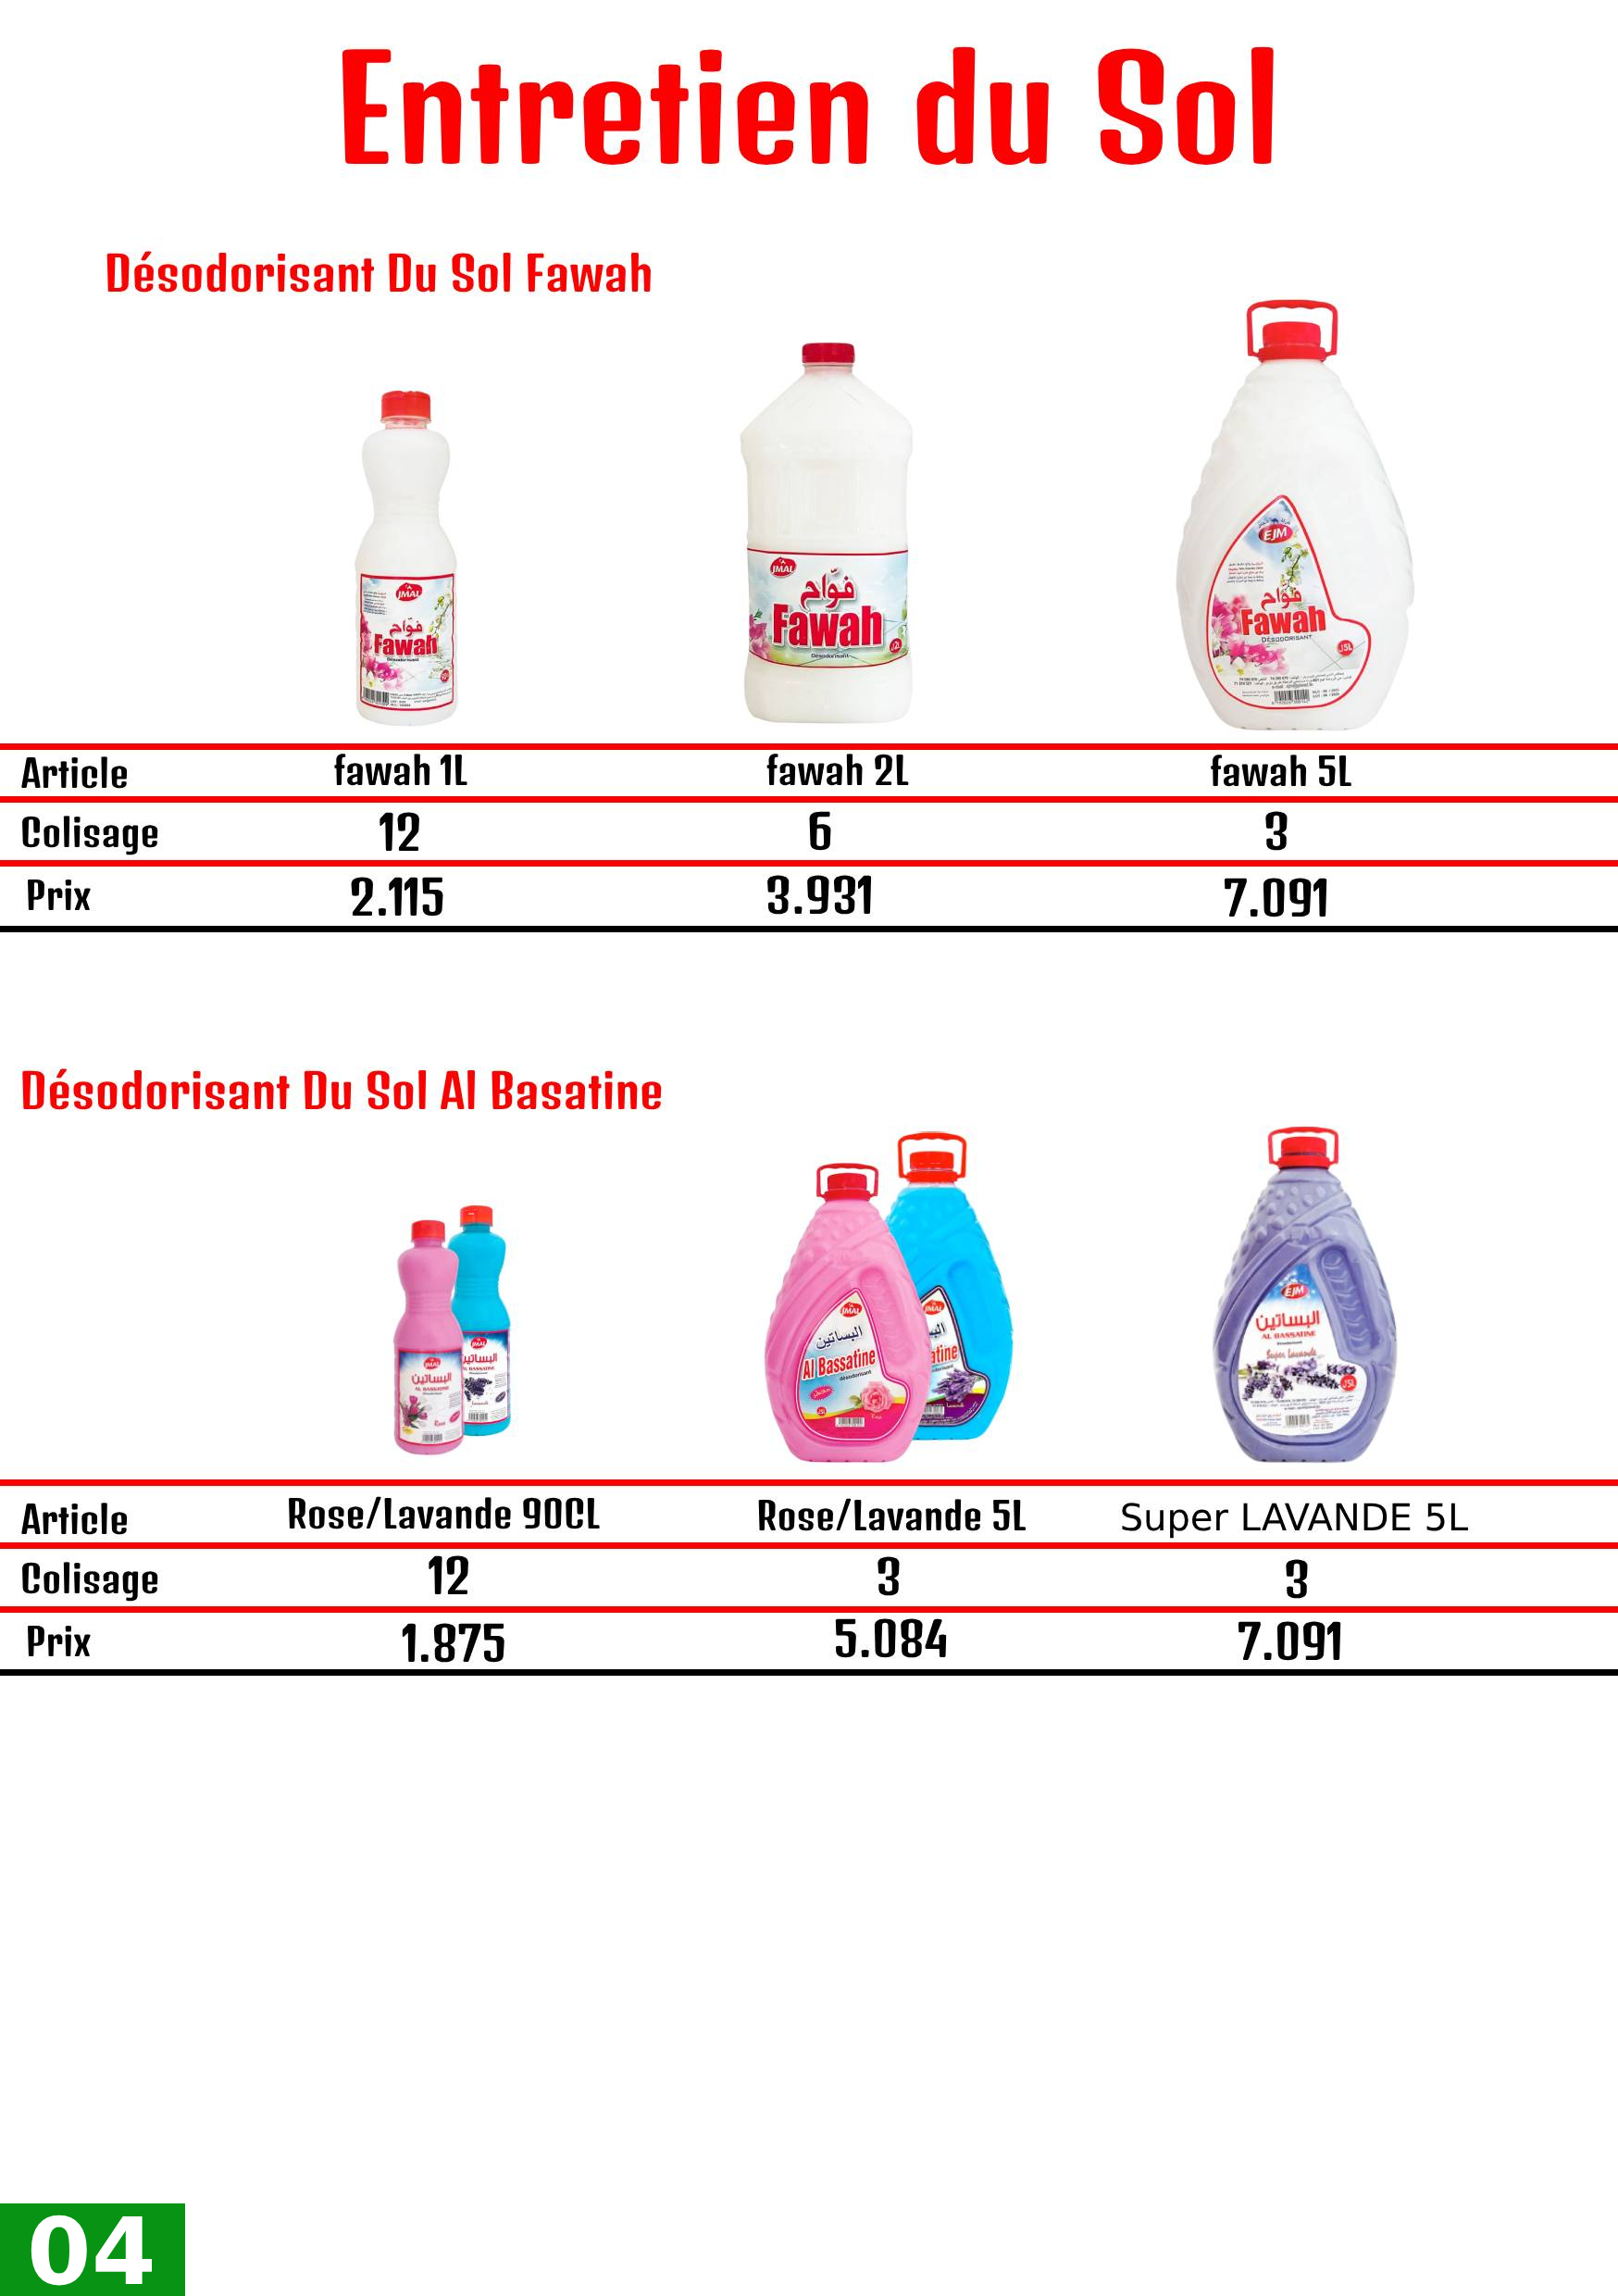 Entretien du Sol
Désodorisant Du Sol Fawah
JMAL
فوّاح
Fawah
Désodorisant
JMAL
فوّاح
Fawah
Désodorisant
2L
EJM
فوّاح
Fawah
DÉSODORISANT
5L
Article fawah 1L fawah 2L fawah 5L
Colisage 12 6 3
Prix 2.115 3.931 7.091
Désodorisant Du Sol Al Basatine
JMAL
البساتين
AL BASSATINE
Rose
JMAL
البساتين
Lavande
JMAL
البساتين
Al Bassatine
désodorisant
Rose
JMAL
EJM
البساتين
AL BASSATINE
Super Lavande
5L
Article Rose/Lavande 90CL Rose/Lavande 5L Super LAVANDE 5L
Colisage 12 3 3
Prix 1.875 5.084 7.091
04